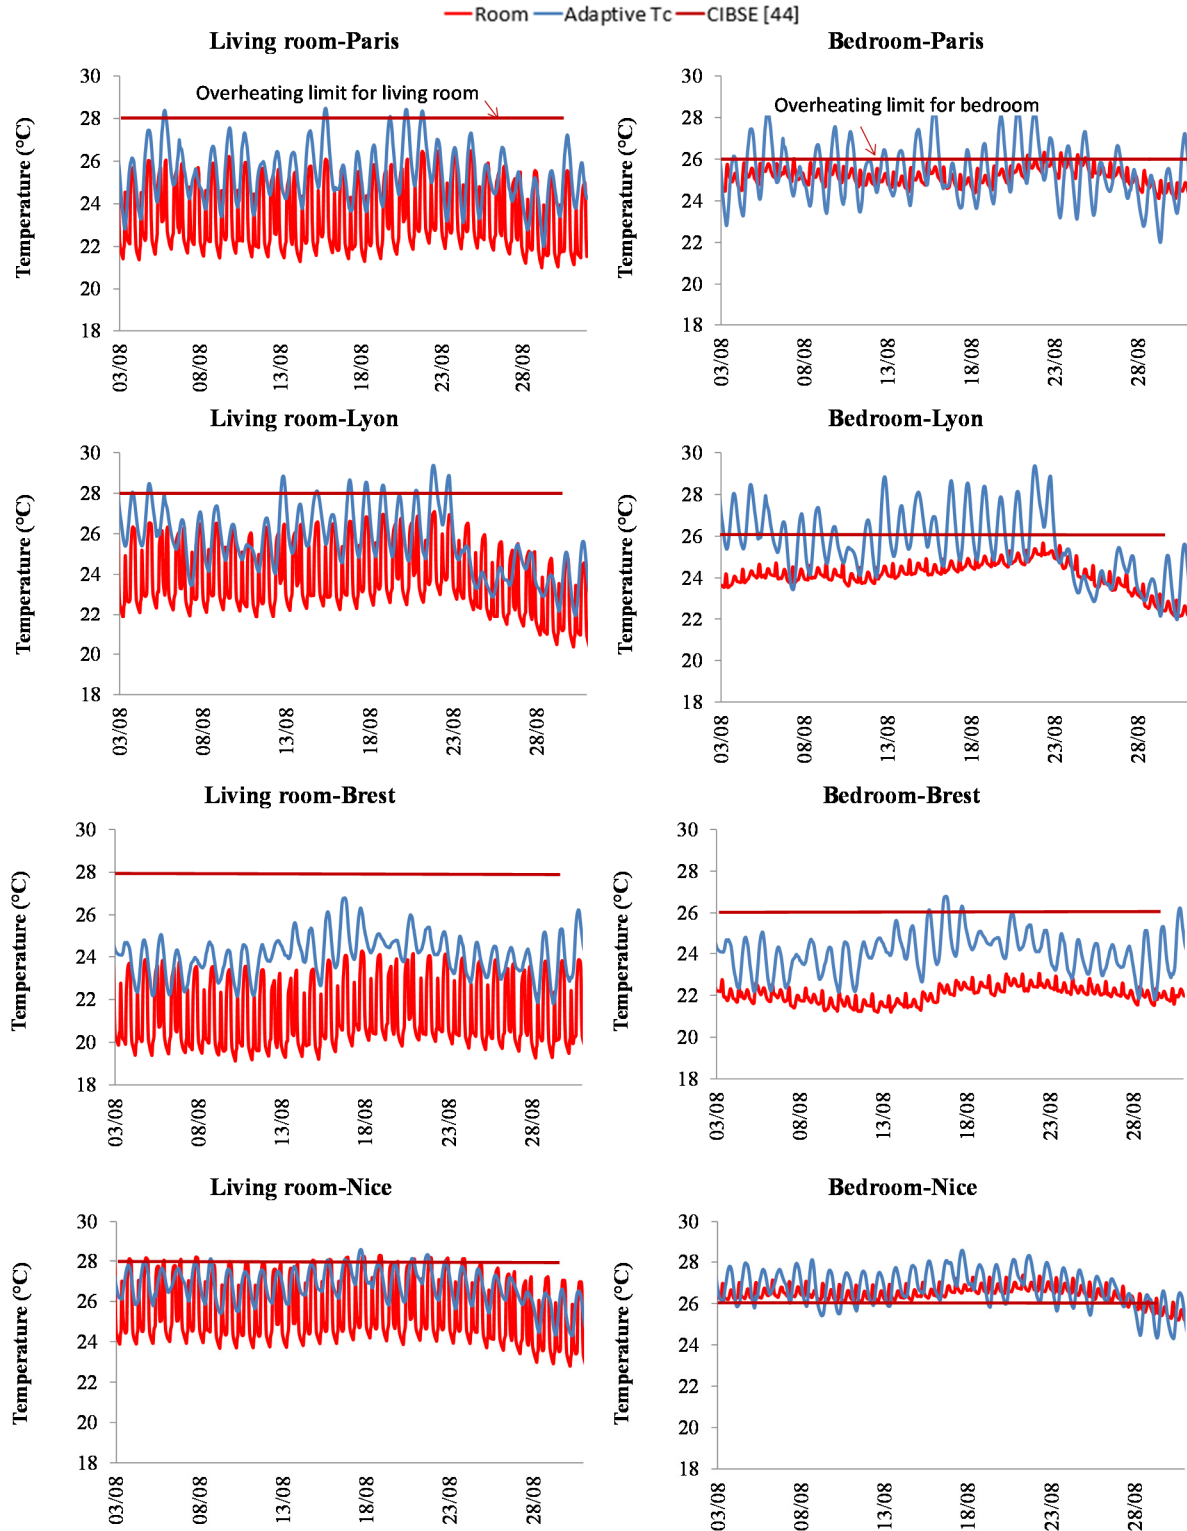 Room Adaptive Tc CIBSE [44]
Living room-Paris
Temperature (°C)
30
28
26
24
22
20
18
Overheating limit for living room
03/08 08/08 13/08 18/08 23/08 28/08
Bedroom-Paris
Temperature (°C)
30
28
26
24
22
20
18
Overheating limit for bedroom
03/08 08/08 13/08 18/08 23/08 28/08
Living room-Lyon
Temperature (°C)
30
28
26
24
22
20
18
03/08 08/08 13/08 18/08 23/08 28/08
Bedroom-Lyon
Temperature (°C)
30
28
26
24
22
20
18
03/08 08/08 13/08 18/08 23/08 28/08
Living room-Brest
Temperature (°C)
30
28
26
24
22
20
18
03/08 08/08 13/08 18/08 23/08 28/08
Bedroom-Brest
Temperature (°C)
30
28
26
24
22
20
18
03/08 08/08 13/08 18/08 23/08 28/08
Living room-Nice
Temperature (°C)
30
28
26
24
22
20
18
03/08 08/08 13/08 18/08 23/08 28/08
Bedroom-Nice
Temperature (°C)
30
28
26
24
22
20
18
03/08 08/08 13/08 18/08 23/08 28/08